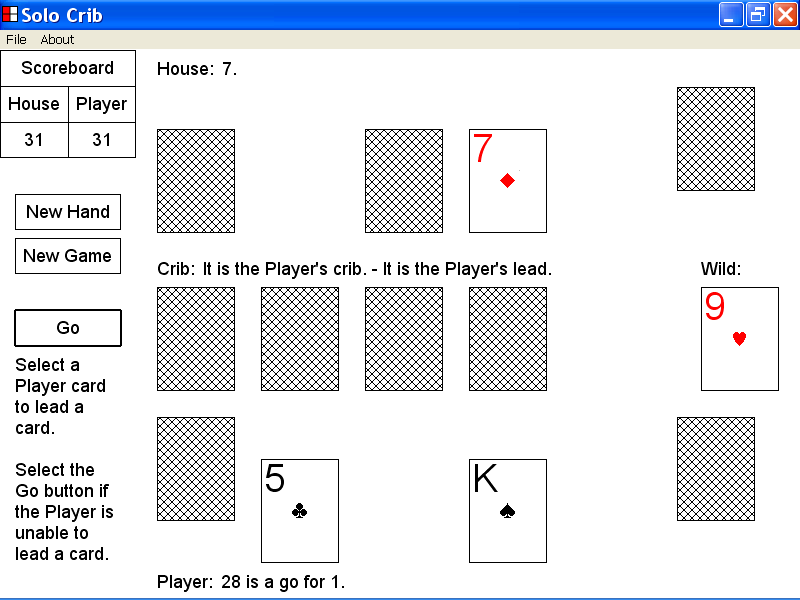 Solo Crib
File About
Scoreboard
House Player
31 31
New Hand
New Game
Go
Select a
Player card
to lead a
card.
Select the
Go button if
the Player is
unable to
lead a card.
House: 7.
7
Crib: It is the Player's crib. - It is the Player's lead.
Wild:
9
5
K
Player: 28 is a go for 1.